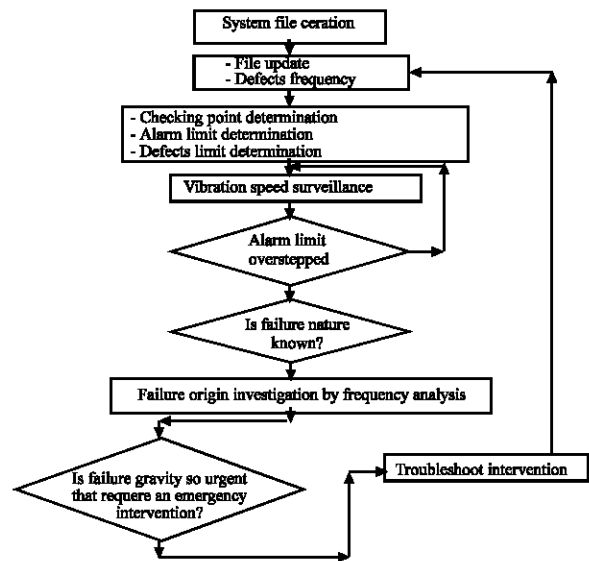 System file ceration
- File update
- Defects frequency
- Checking point determination
- Alarm limit determination
- Defects limit determination
Vibration speed surveillance
Alarm limit
overstepped
Is failure nature
known?
Failure origin investigation by frequency analysis
Is failure gravity so urgent
that requere an emergency
intervention?
Troubleshoot intervention